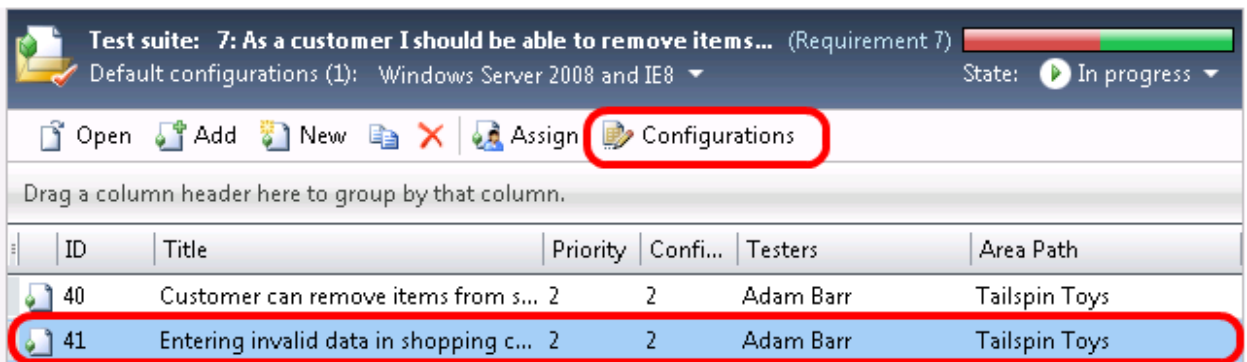 Test suite: 7: As a customer I should be able to remove items... (Requirement 7)
Default configurations (1): Windows Server 2008 and IE8 State: In progress
Open Add New Assign Configurations
Drag a column header here to group by that column.
ID Title Priority Confi... Testers Area Path
40 Customer can remove items from s... 2 2 Adam Barr Tailspin Toys
41 Entering invalid data in shopping c... 2 2 Adam Barr Tailspin Toys